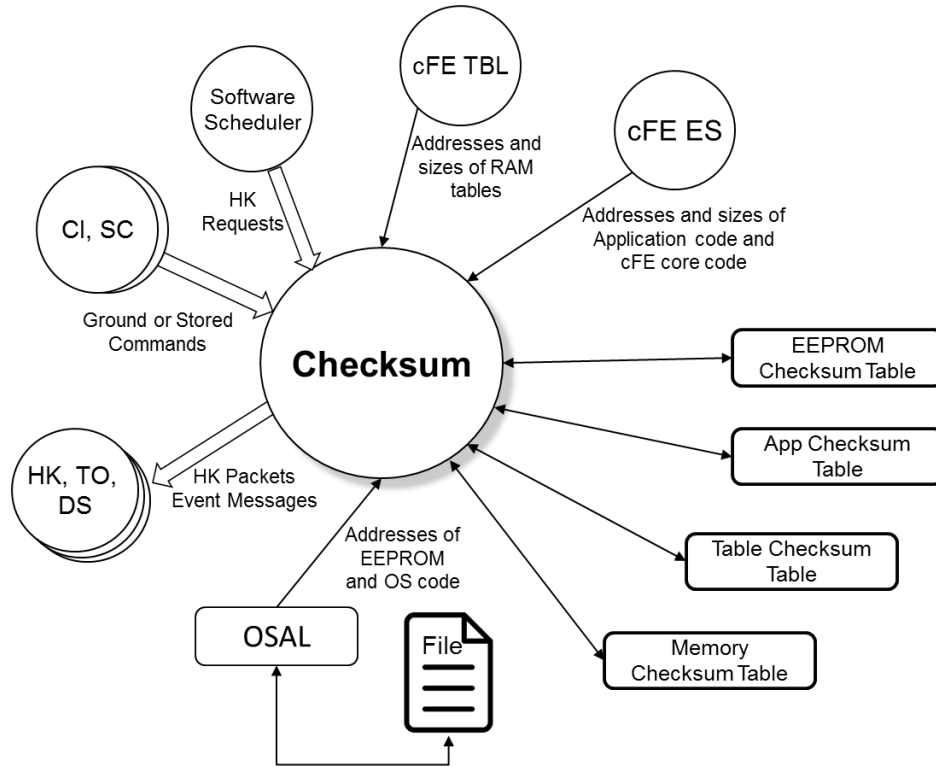 cFE TBL
Software
Scheduler
cFE ES
Addresses and
sizes of RAM
tables
HK
Requests
CI, SC
Addresses and sizes of
Application code and
cFE core code
Ground or Stored
Commands
Checksum
EEPROM
Checksum Table
App Checksum
Table
HK, TO,
DS
HK Packets
Event Messages
Addresses of
EEPROM
and OS code
Table Checksum
Table
OSAL
File
Memory
Checksum Table